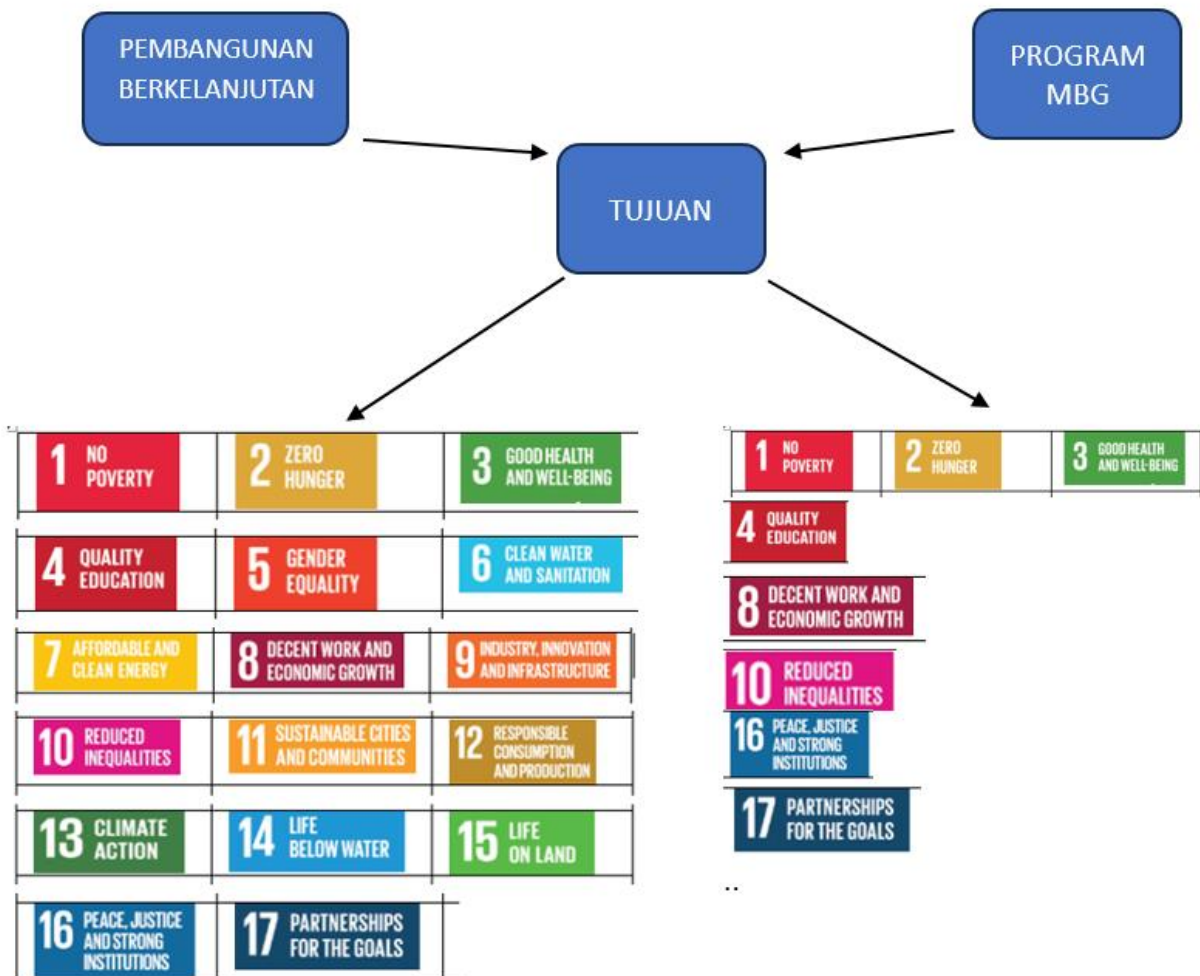 PEMBANGUNAN
BERKELANJUTAN
PROGRAM
MBG
TUJUAN
1 NO
POVERTY
2 ZERO
HUNGER
3 GOOD HEALTH
AND WELL-BEING
4 QUALITY
EDUCATION
5 GENDER
EQUALITY
6 CLEAN WATER
AND SANITATION
7 AFFORDABLE AND
CLEAN ENERGY
8 DECENT WORK AND
ECONOMIC GROWTH
9 INDUSTRY, INNOVATION
AND INFRASTRUCTURE
10 REDUCED
INEQUALITIES
11 SUSTAINABLE CITIES
AND COMMUNITIES
12 RESPONSIBLE
CONSUMPTION
AND PRODUCTION
13 CLIMATE
ACTION
14 LIFE
BELOW WATER
15 LIFE
ON LAND
16 PEACE, JUSTICE
AND STRONG
INSTITUTIONS
17 PARTNERSHIPS
FOR THE GOALS
1 NO
POVERTY
2 ZERO
HUNGER
3 GOOD HEALTH
AND WELL-BEING
4 QUALITY
EDUCATION
8 DECENT WORK AND
ECONOMIC GROWTH
10 REDUCED
INEQUALITIES
16 PEACE, JUSTICE
AND STRONG
INSTITUTIONS
17 PARTNERSHIPS
FOR THE GOALS
..